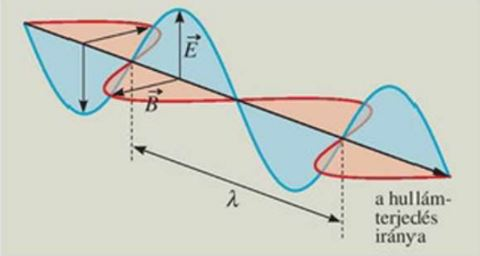 E
B
λ
a hullám-
terjedés
iránya